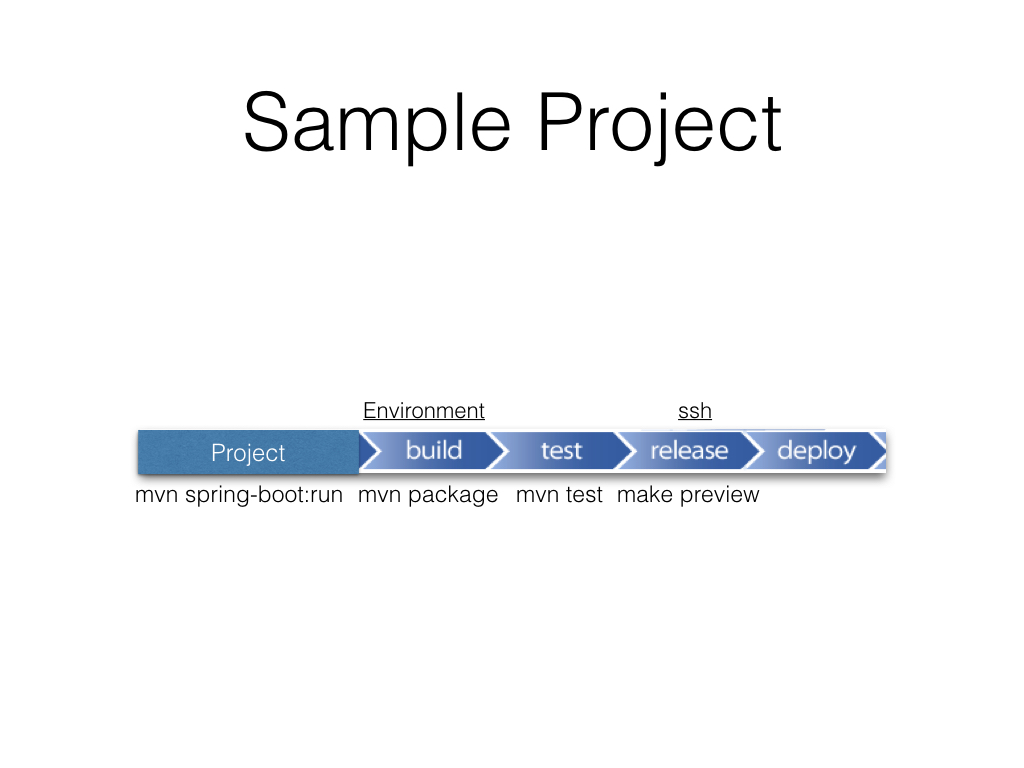 Sample Project
Environment ssh
Project build test release deploy
mvn spring-boot:run mvn package mvn test make preview